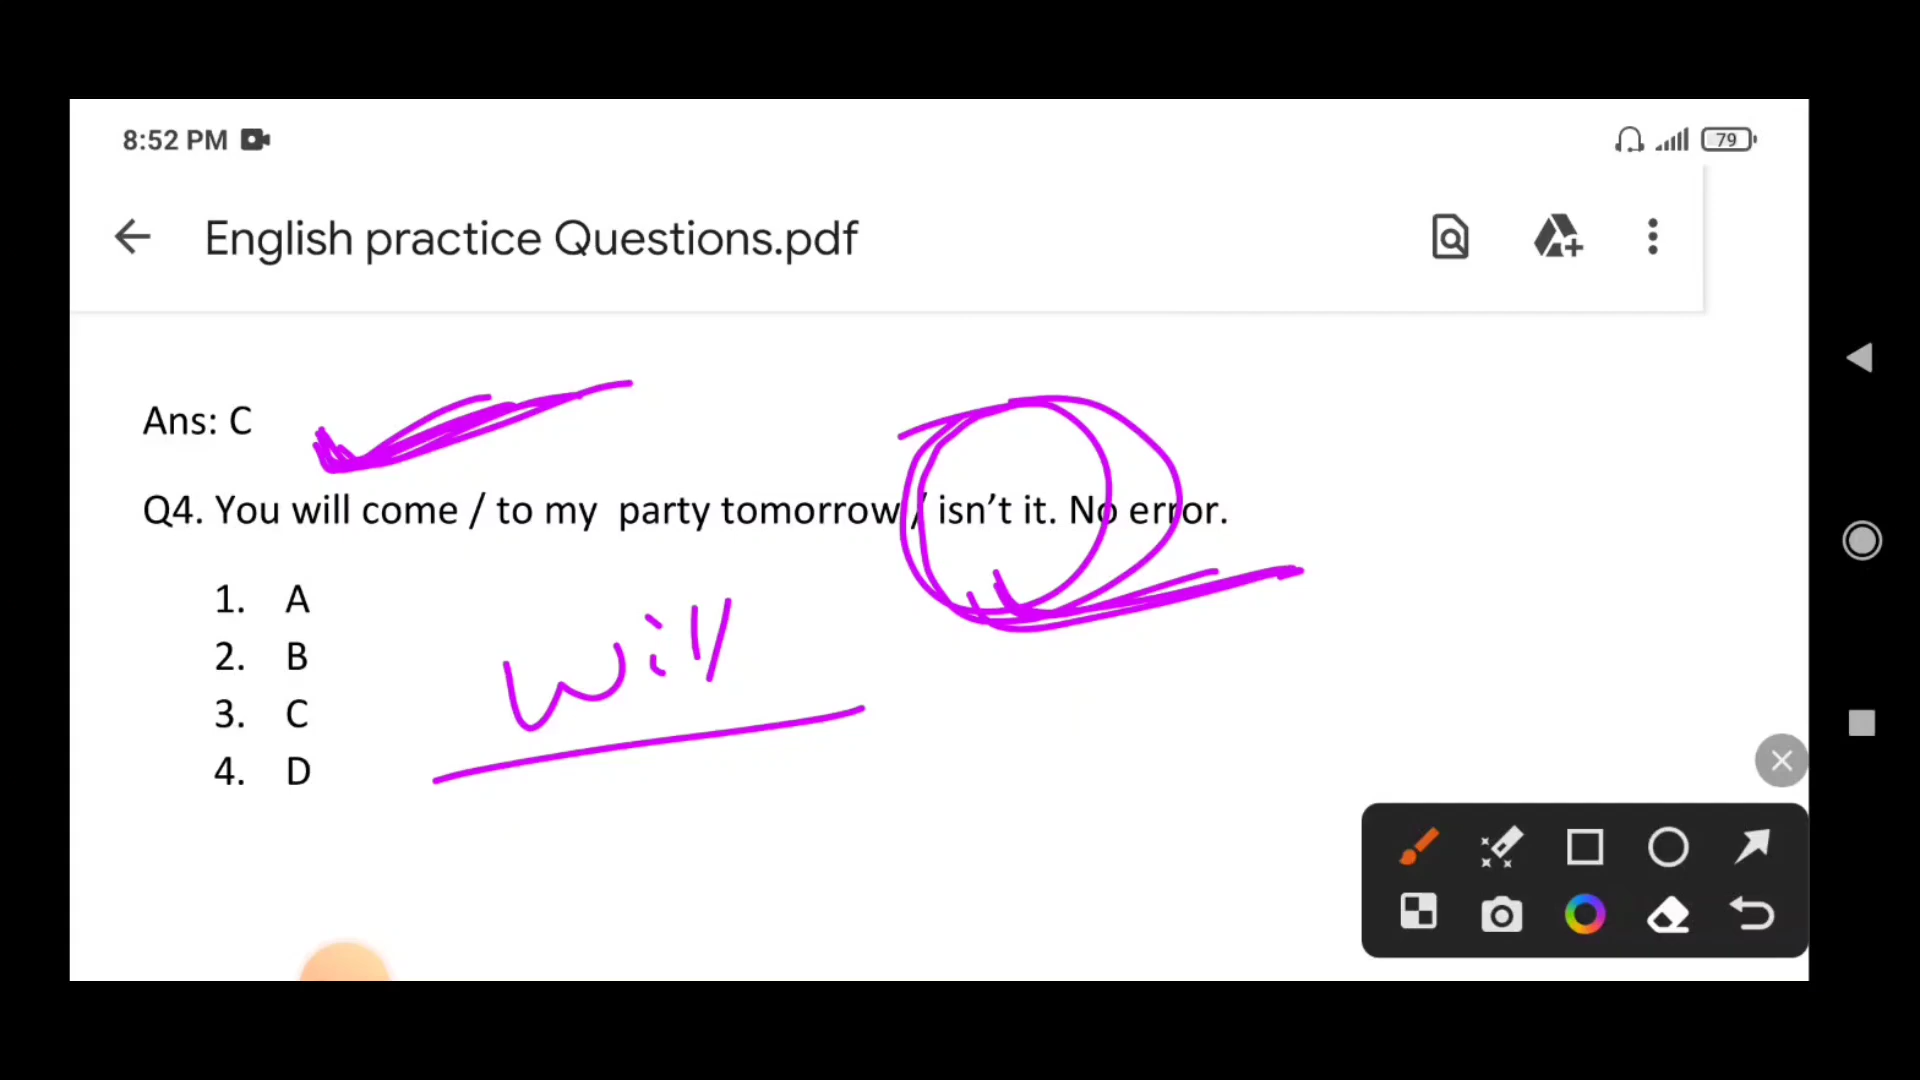 8:52 PM
79
English practice Questions.pdf
Ans: C
Q4. You will come / to my party tomorrow / isn't it. No error.
1. A
2. B
3. C
4. D
will